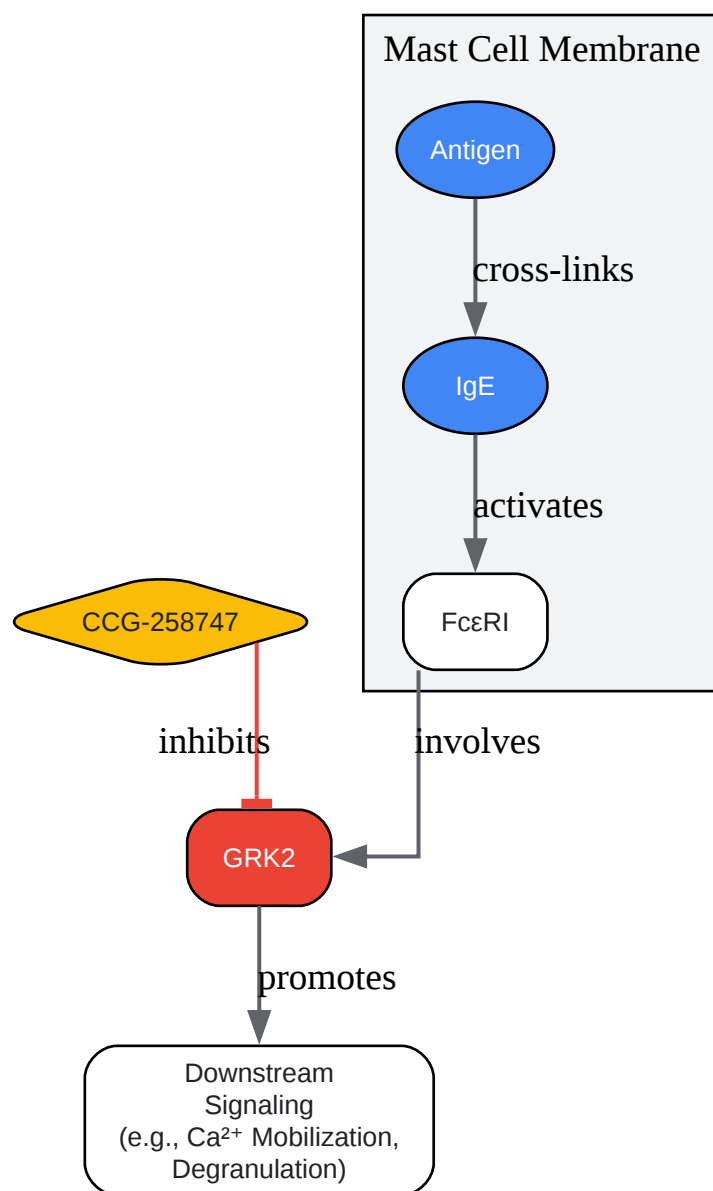 Mast Cell Membrane
Antigen
cross-links
IgE
activates
CCG-258747
FcεRI
inhibits
involves
GRK2
promotes
Downstream
Signaling
(e.g., Ca²⁺ Mobilization,
Degranulation)